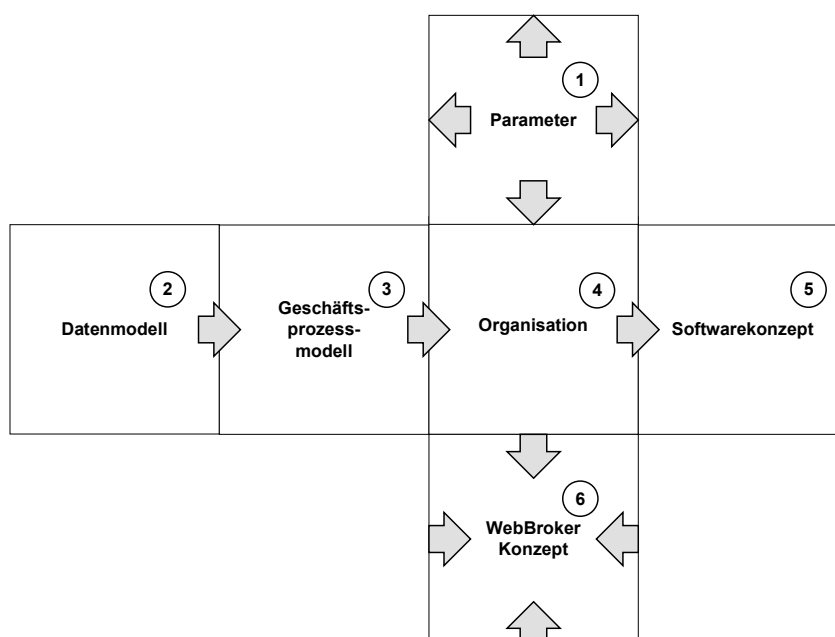 1
Parameter
2
Datenmodell
3
Geschäfts-
prozess-
modell
4
Organisation
5
Softwarekonzept
6
WebBroker
Konzept